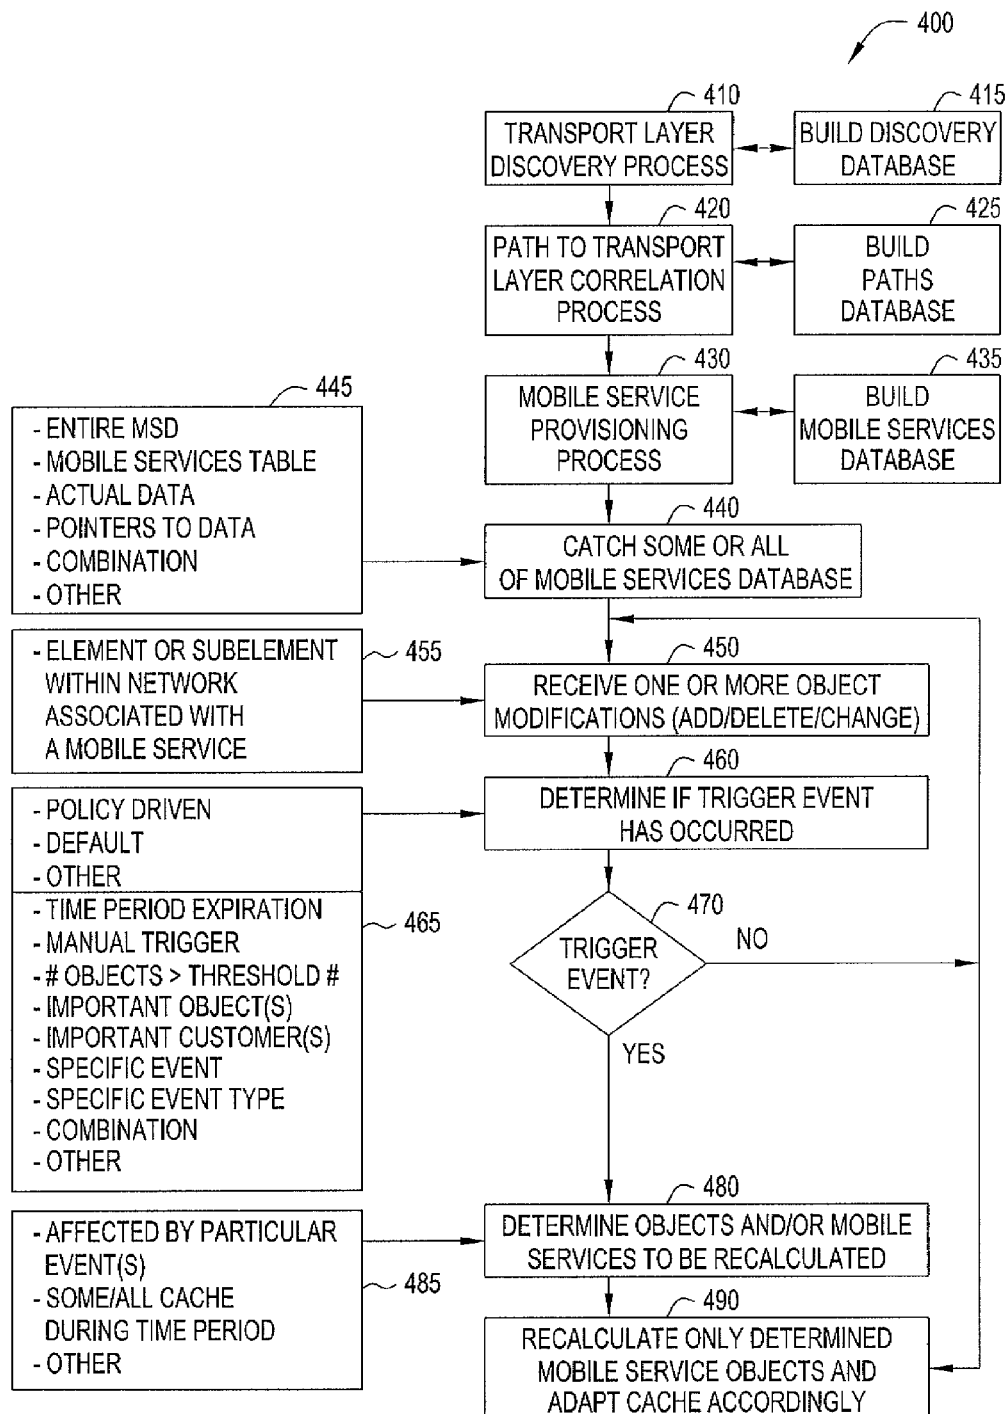 400
410
TRANSPORT LAYER
DISCOVERY PROCESS
415
BUILD DISCOVERY
DATABASE
420
PATH TO TRANSPORT
LAYER CORRELATION
PROCESS
425
BUILD
PATHS
DATABASE
430
MOBILE SERVICE
PROVISIONING
PROCESS
435
BUILD
MOBILE SERVICES
DATABASE
445
- ENTIRE MSD
- MOBILE SERVICES TABLE
- ACTUAL DATA
- POINTERS TO DATA
- COMBINATION
- OTHER
440
CATCH SOME OR ALL
OF MOBILE SERVICES DATABASE
- ELEMENT OR SUBELEMENT
WITHIN NETWORK
ASSOCIATED WITH
A MOBILE SERVICE
455
450
RECEIVE ONE OR MORE OBJECT
MODIFICATIONS (ADD/DELETE/CHANGE)
- POLICY DRIVEN
- DEFAULT
- OTHER
460
DETERMINE IF TRIGGER EVENT
HAS OCCURRED
- TIME PERIOD EXPIRATION
- MANUAL TRIGGER
- # OBJECTS > THRESHOLD #
- IMPORTANT OBJECT(S)
- IMPORTANT CUSTOMER(S)
- SPECIFIC EVENT
- SPECIFIC EVENT TYPE
- COMBINATION
- OTHER
465
470
TRIGGER
EVENT?
NO
YES
- AFFECTED BY PARTICULAR
EVENT(S)
- SOME/ALL CACHE
DURING TIME PERIOD
- OTHER
485
480
DETERMINE OBJECTS AND/OR MOBILE
SERVICES TO BE RECALCULATED
490
RECALCULATE ONLY DETERMINED
MOBILE SERVICE OBJECTS AND
ADAPT CACHE ACCORDINGLY